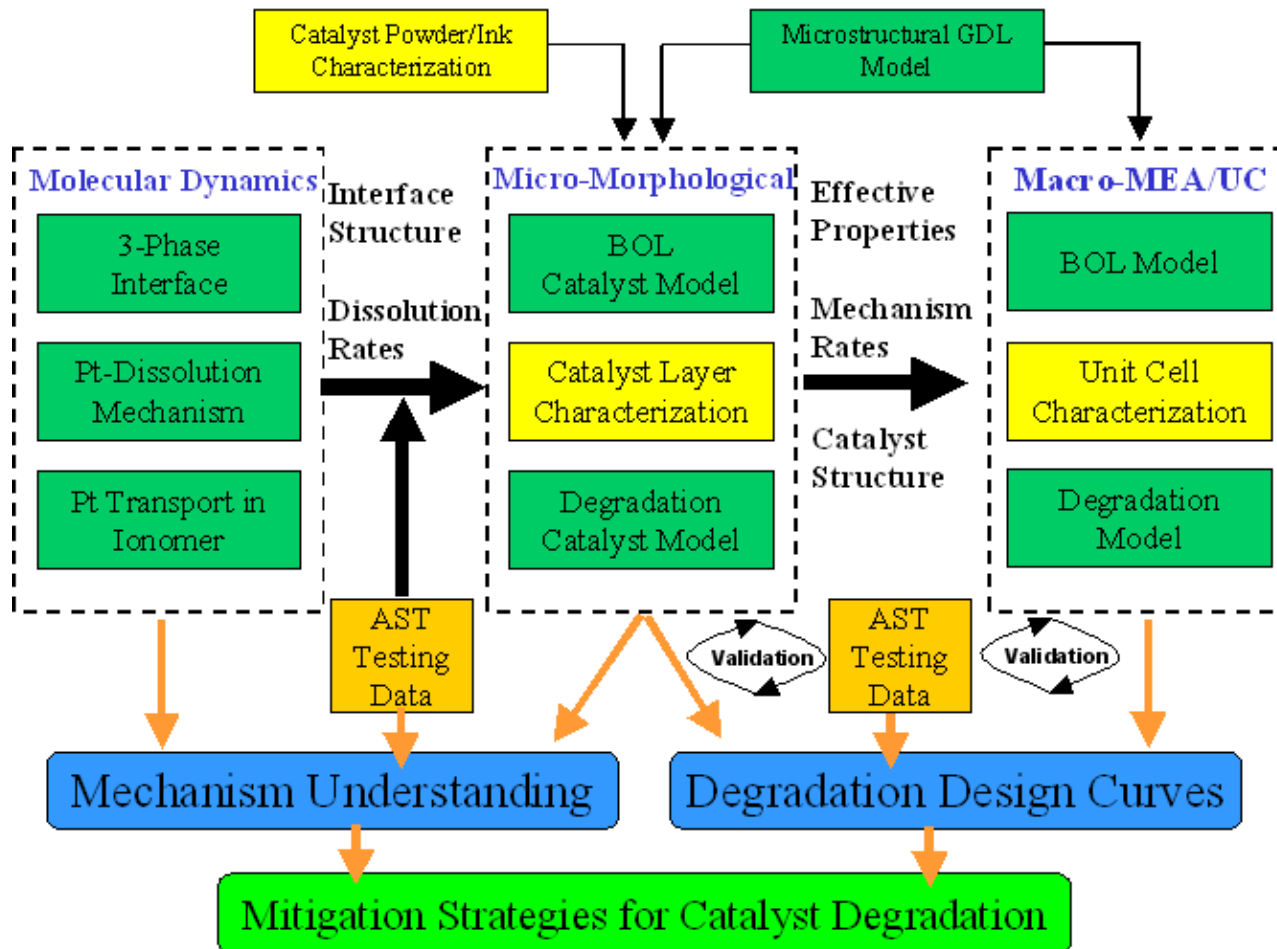 Catalyst Powder/Ink
Characterization
Microstructural GDL
Model
Molecular Dynamics
3-Phase
Interface
Pt-Dissolution
Mechanism
Pt Transport in
Ionomer
Interface
Structure
Dissolution
Rates
Micro-Morphological
BOL
Catalyst Model
Catalyst Layer
Characterization
Degradation
Catalyst Model
Effective
Properties
Mechanism
Rates
Catalyst
Structure
Macro-MEA/UC
BOL Model
Unit Cell
Characterization
Degradation
Model
AST
Testing
Data
Validation
AST
Testing
Data
Validation
Mechanism Understanding
Degradation Design Curves
Mitigation Strategies for Catalyst Degradation